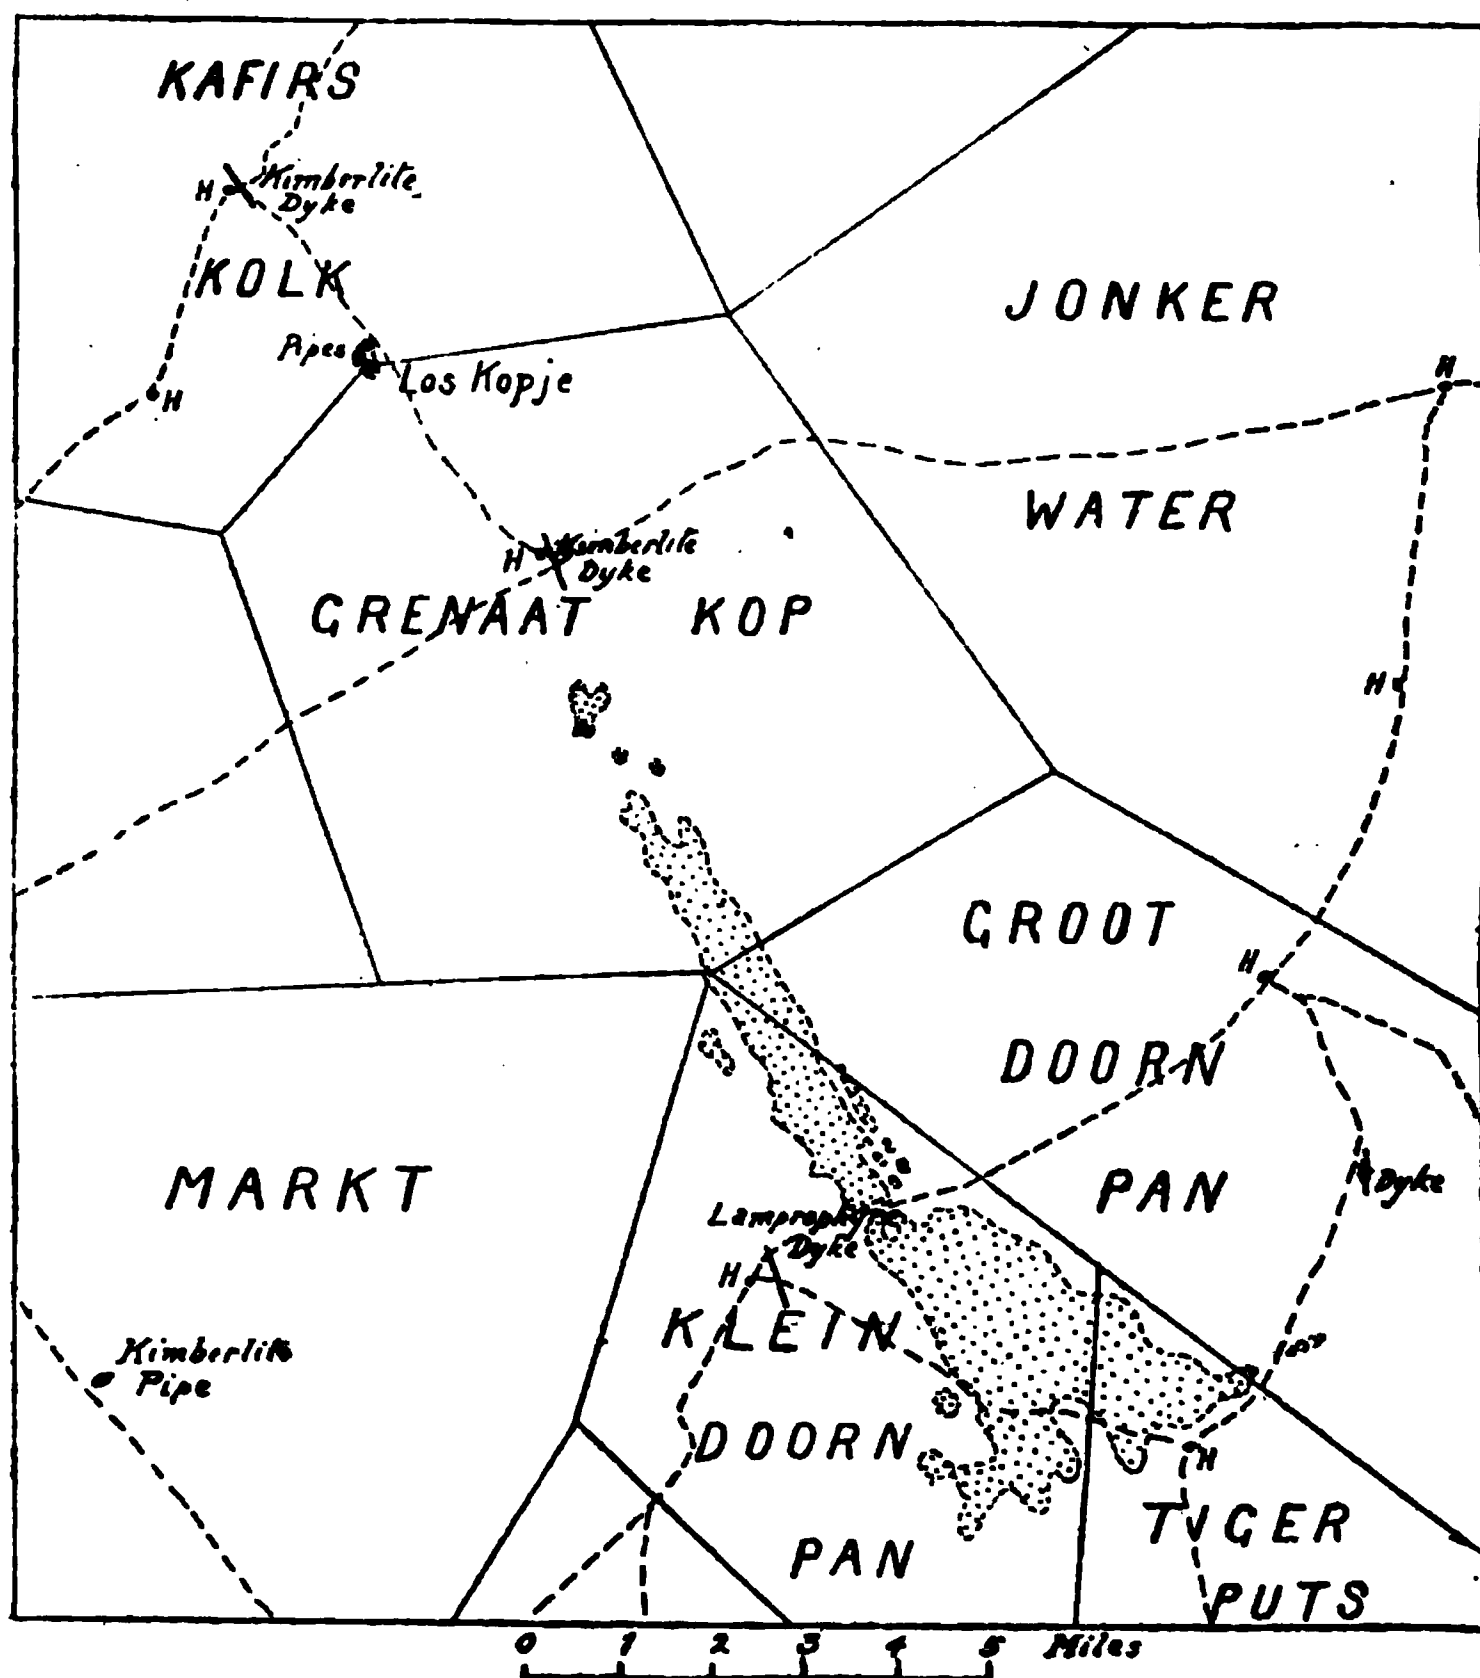 KAFIRS
H Kimberlite
Dyke
KOLK
JONKER
Pipes
Los Kopje
H
H
WATER
H Kimberlite
Dyke
GRENAAT KOP
H
GROOT
H
DOORN
MARKT
PAN
Dyke
Lamprophyre
Dyke
H
KLEIN
Kimberlite
Pipe
DOORN
H
TIGER
PAN
PUTS
0 1 2 3 4 5 Miles